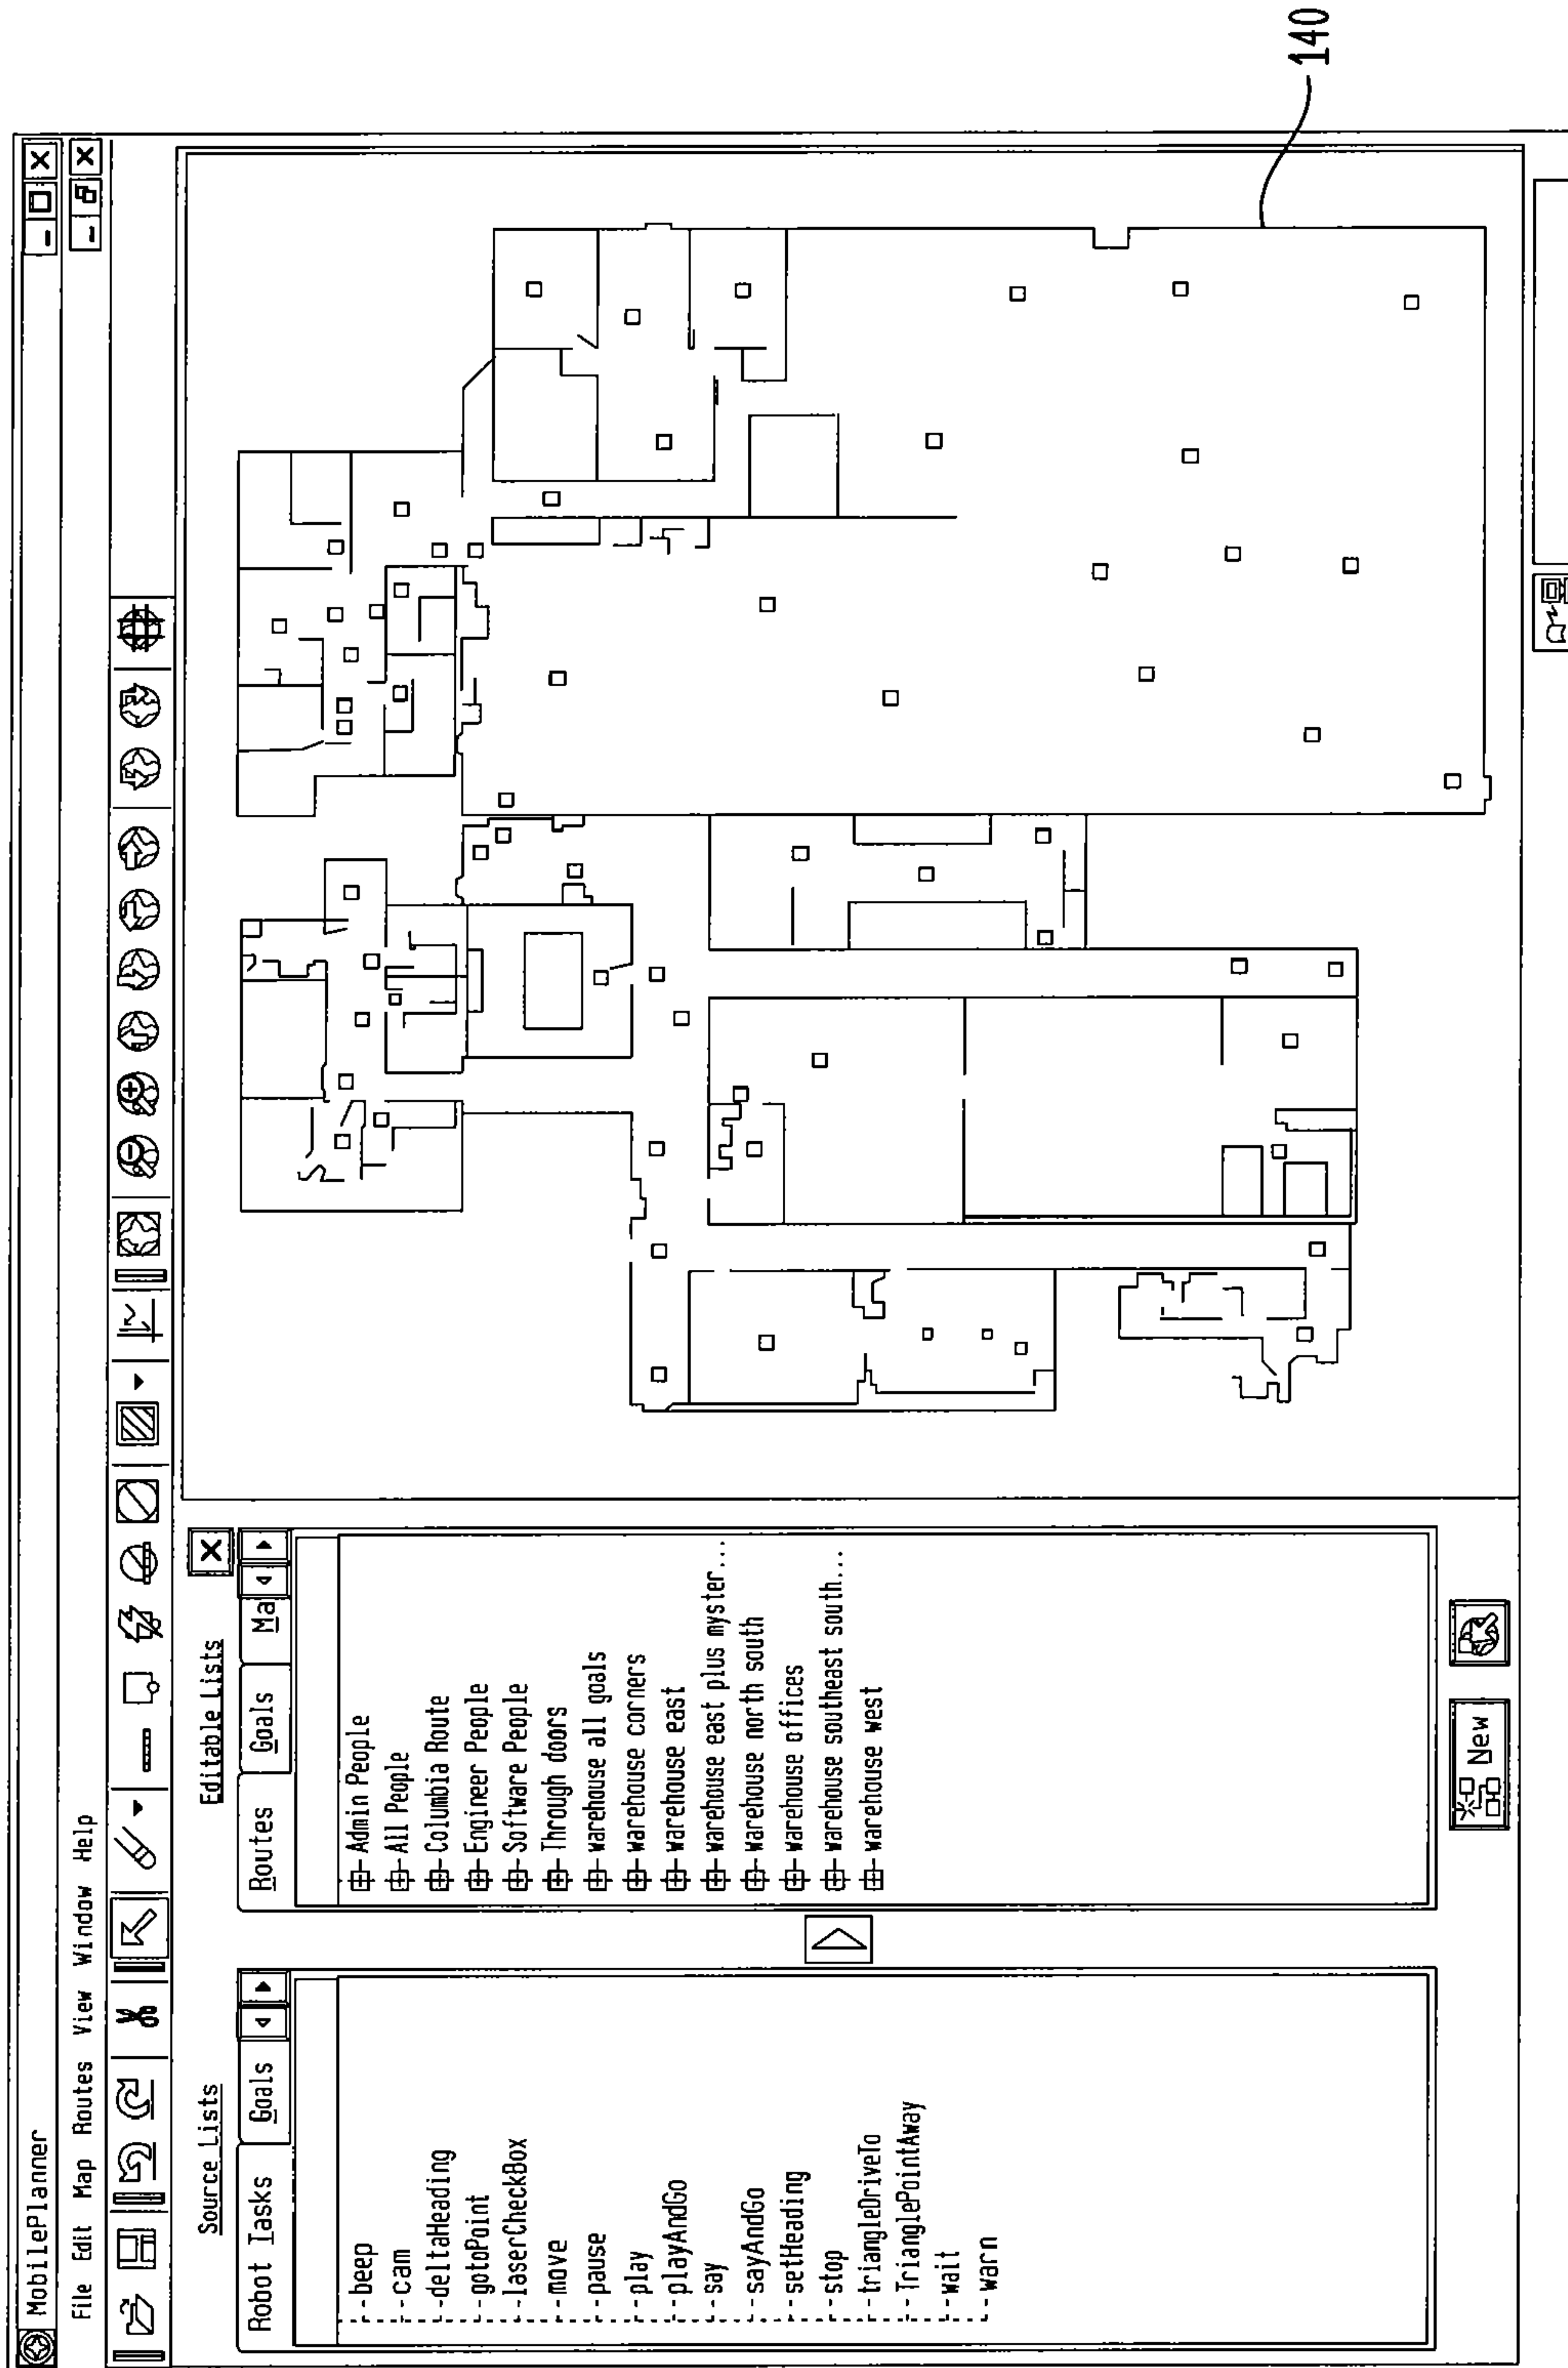 MobilePlanner
File Edit Map Routes View Window Help
Source Lists
Robot Tasks
Goals
--beep
--cam
--deltaHeading
--gotoPoint
--laserCheckBox
--move
--pause
--play
--playAndGo
--say
--sayAndGo
--setHeading
--stop
--triangleDriveTo
--TrianglePointAway
--wait
--warn
Editable Lists
Routes
Goals
Ma
Admin People
All People
Columbia Route
Engineer People
Software People
Through doors
warehouse all goals
warehouse corners
warehouse east
warehouse east plus myster...
warehouse north south
warehouse offices
warehouse southeast south...
warehouse west
New
140